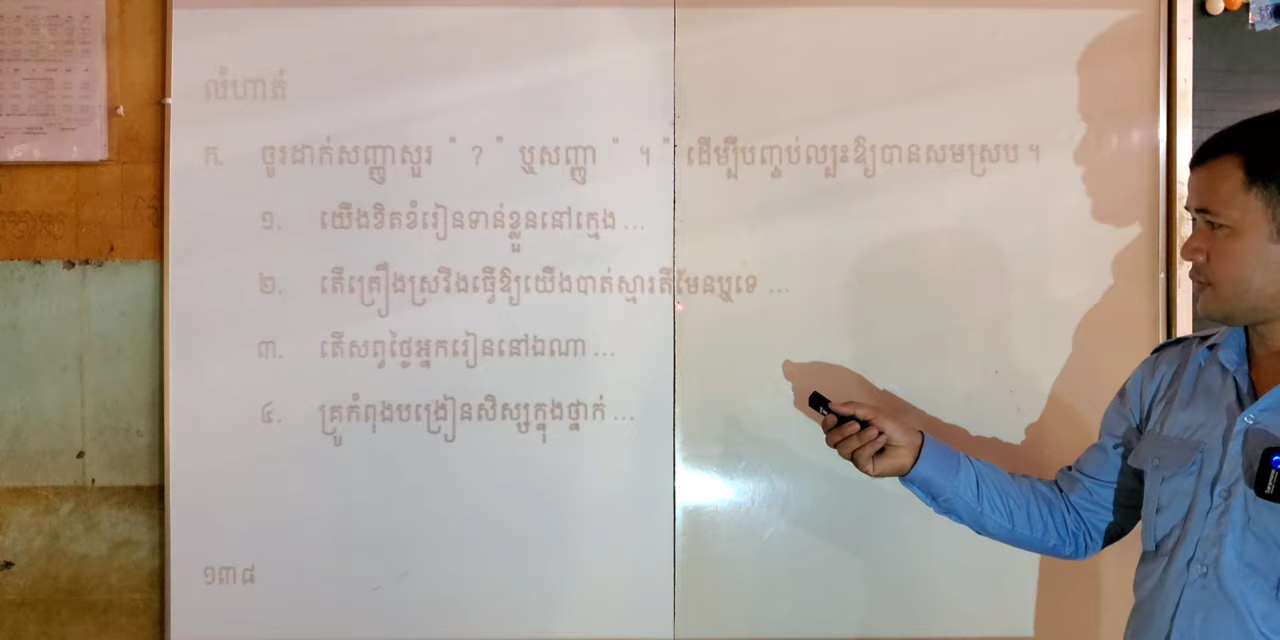 លំហាត់
ក. ចូរដាក់សញ្ញាសួរ " ? " ឬសញ្ញា " ។ " ដើម្បីបញ្ចប់ល្បះឱ្យបានសមស្រប ។
១. យើងខិតខំរៀនទាន់ខ្លួននៅក្មេង ...
២. តើគ្រឿងស្រវឹងធ្វើឱ្យយើងបាត់ស្មារតីមែនឬទេ ...
៣. តើសព្វថ្ងៃអ្នករៀននៅឯណា ...
៤. គ្រូកំពុងបង្រៀនសិស្សក្នុងថ្នាក់ ...
១៣៨